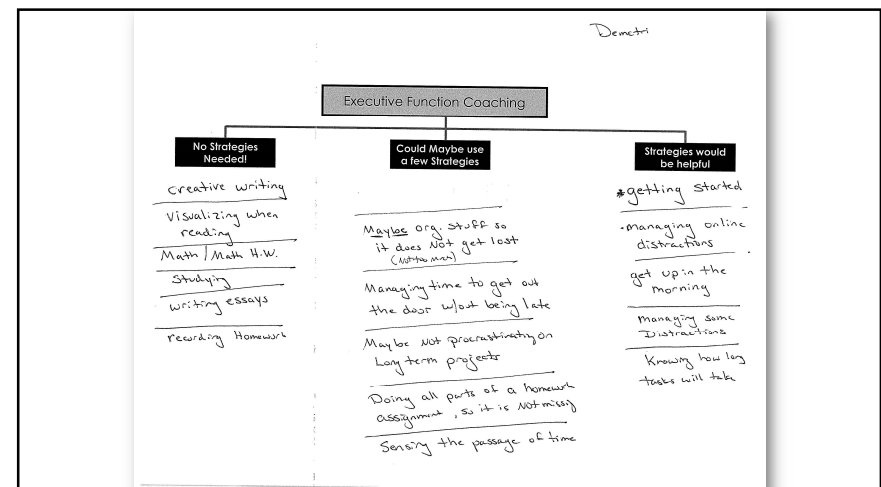 Demetri
Executive Function Coaching
No Strategies
Needed!
creative writing
Visualizing when
reading
Math / Math H.W.
Studying
writing essays
recording Homework
Could Maybe use
a few Strategies
Maybe org. stuff so
it does Not get lost
(Not too much)
Managing time to get out
the door w/out being late
Maybe Not procrastinating on
Long term projects
Doing all parts of a homework
assignment, so it is Not missing
Sensing the passage of time
Strategies would
be helpful
*getting started
-managing online
distractions
get up in the
morning
managing some
Distractions
Knowing how long
tasks will take